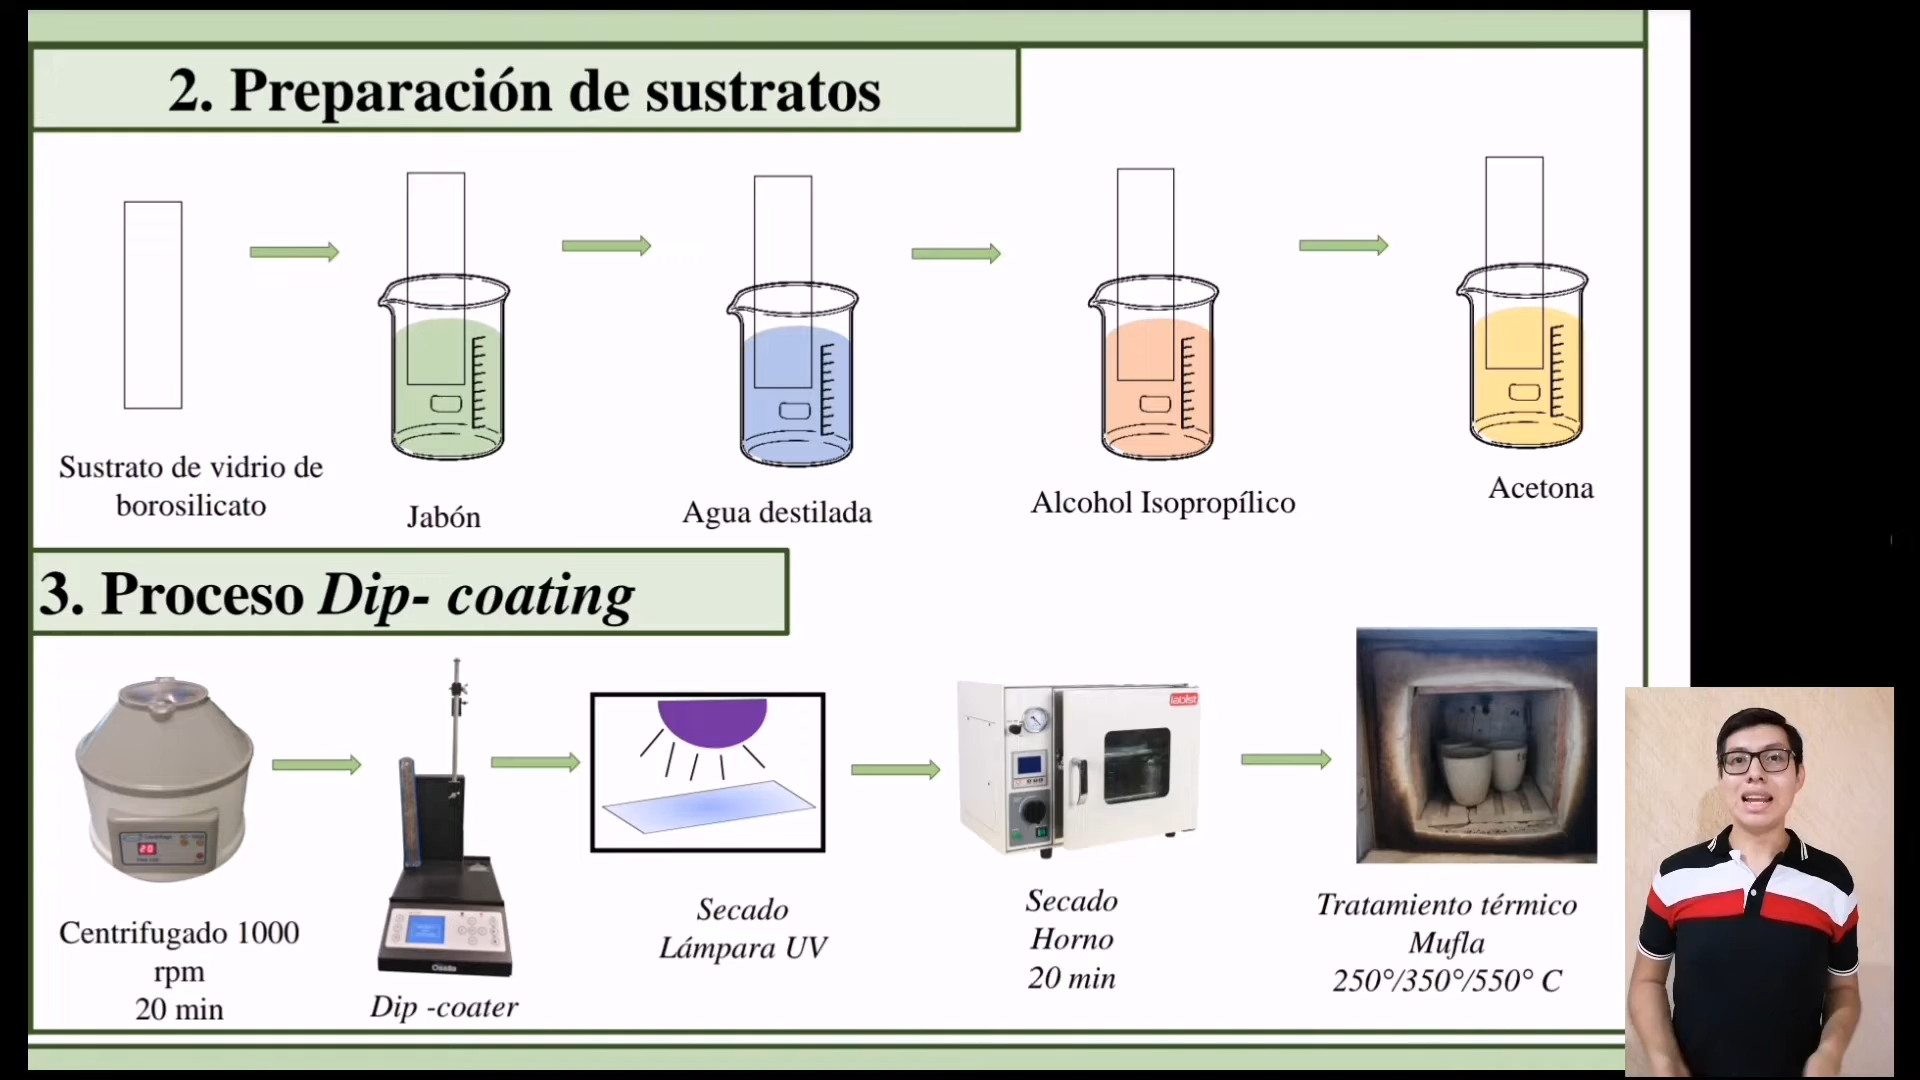 2. Preparación de sustratos
Sustrato de vidrio de
borosilicato
Jabón
Agua destilada
Alcohol Isopropílico
Acetona
3. Proceso Dip- coating
Centrifugado 1000
rpm
20 min
Dip -coater
Secado
Lámpara UV
Secado
Horno
20 min
Tratamiento térmico
Mufla
250°/350°/550° C
20